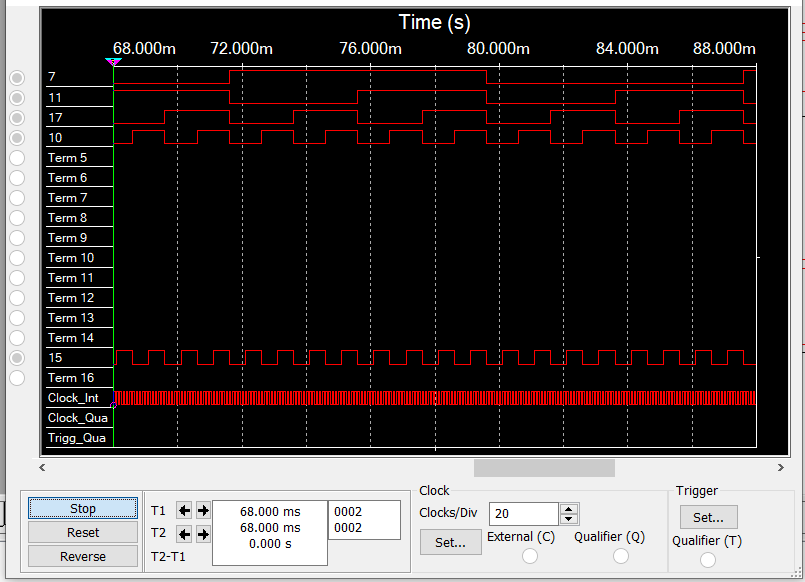 Time (s)
68.000m 72.000m 76.000m 80.000m 84.000m 88.000m
7
11
17
10
Term 5
Term 6
Term 7
Term 8
Term 9
Term 10
Term 11
Term 12
Term 13
Term 14
15
Term 16
Clock_Int
Clock_Qua
Trigg_Qua
Stop
Reset
Reverse
T1
T2
T2-T1
68.000 ms
68.000 ms
0.000 s
0002
0002
Clock
Clocks/Div 20
Set...
External (C)
Qualifier (Q)
Trigger
Set...
Qualifier (T)